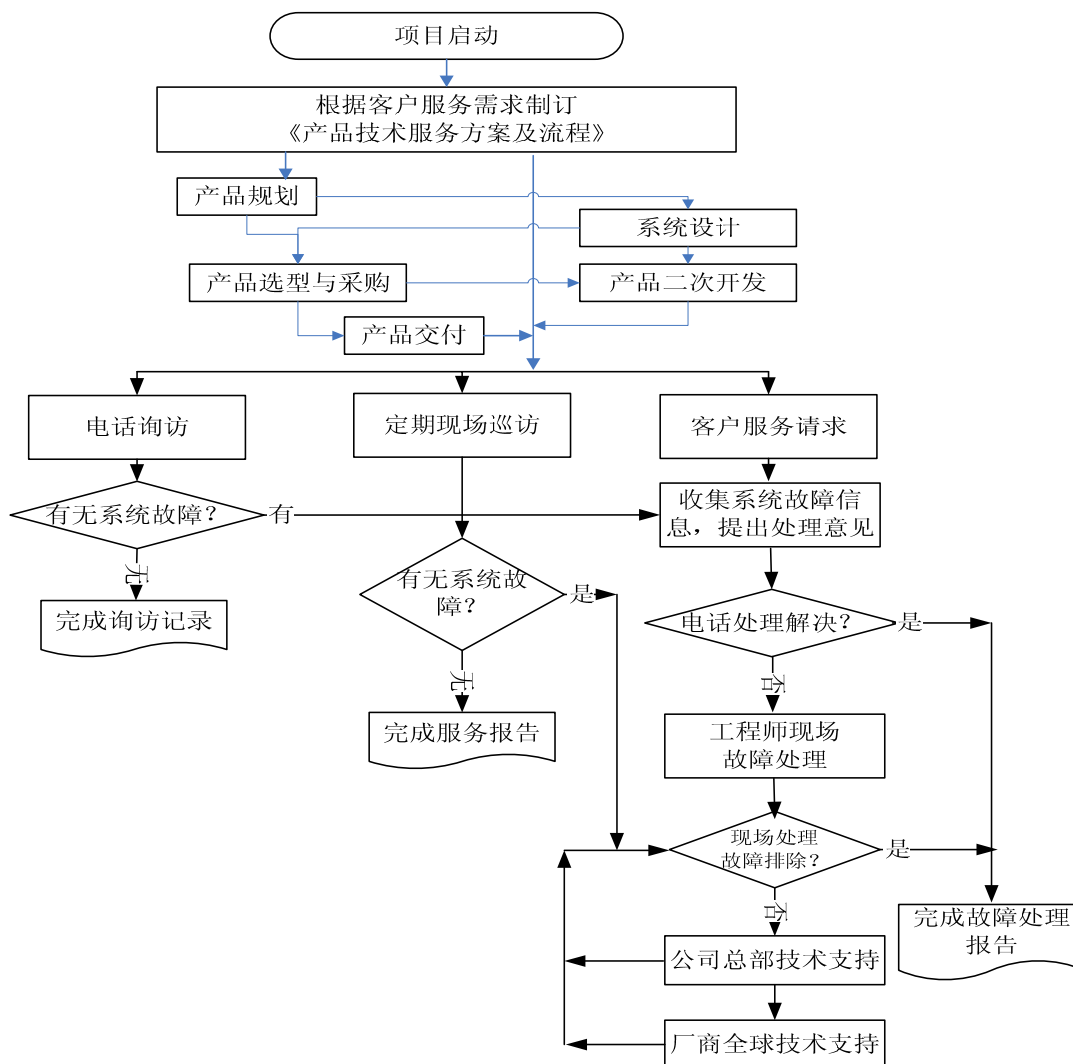 项目启动
根据客户服务需求制订
《产品技术服务方案及流程》
产品规划
系统设计
产品选型与采购
产品二次开发
产品交付
电话询访
定期现场巡访
客户服务请求
有无系统故障？
有
收集系统故障信
息，提出处理意见
无
有无系统故
障？
是
完成询访记录
电话处理解决？
是
无
否
完成服务报告
工程师现场
故障处理
现场处理
故障排除？
是
否
完成故障处理
报告
公司总部技术支持
厂商全球技术支持